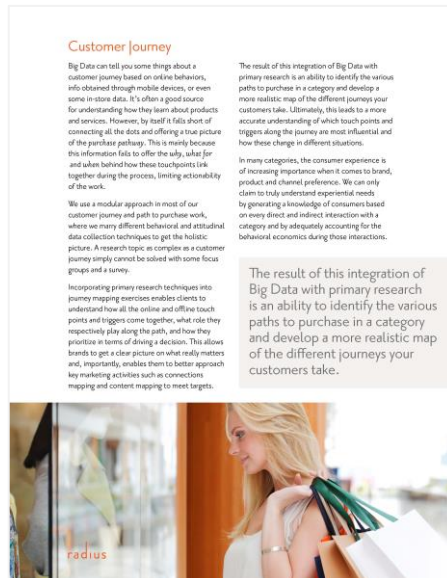 Customer Journey
Big Data can tell you some things about a
customer journey based on online behaviors,
info obtained through mobile devices, or even
some in-store data. It's often a good source
for understanding how they learn about products
and services. However, by itself it falls short of
connecting all the dots and offering a true picture
of the purchase pathway. This is mainly because
this information fails to offer the why, what for
and when behind how these touchpoints link
together during the process, limiting actionability
of the work.
We use a modular approach in most of our
customer journey and path to purchase work,
where we marry different behavioral and attitudinal
data collection techniques to get the holistic
picture. A research topic as complex as a customer
journey simply cannot be solved with some focus
groups and a survey.
Incorporating primary research techniques into
journey mapping exercises enables clients to
understand how all the online and offline touch
points and triggers come together, what role they
respectively play along the path, and how they
prioritize in terms of driving a decision. This allows
brands to get a clear picture on what really matters
and, importantly, enables them to better approach
key marketing activities such as connections
mapping and content mapping to meet targets.
The result of this integration of Big Data with
primary research is an ability to identify the various
paths to purchase in a category and develop a
more realistic map of the different journeys your
customers take. Ultimately, this leads to a more
accurate understanding of which touch points and
triggers along the journey are most influential and
how these change in different situations.
In many categories, the consumer experience is
of increasing importance when it comes to brand,
product and channel preference. We can only
claim to truly understand experiential needs
by generating a knowledge of consumers based
on every direct and indirect interaction with a
category and by adequately accounting for the
behavioral economics during those interactions.
The result of this integration of
Big Data with primary research
is an ability to identify the various
paths to purchase in a category
and develop a more realistic map
of the different journeys your
customers take.
radius